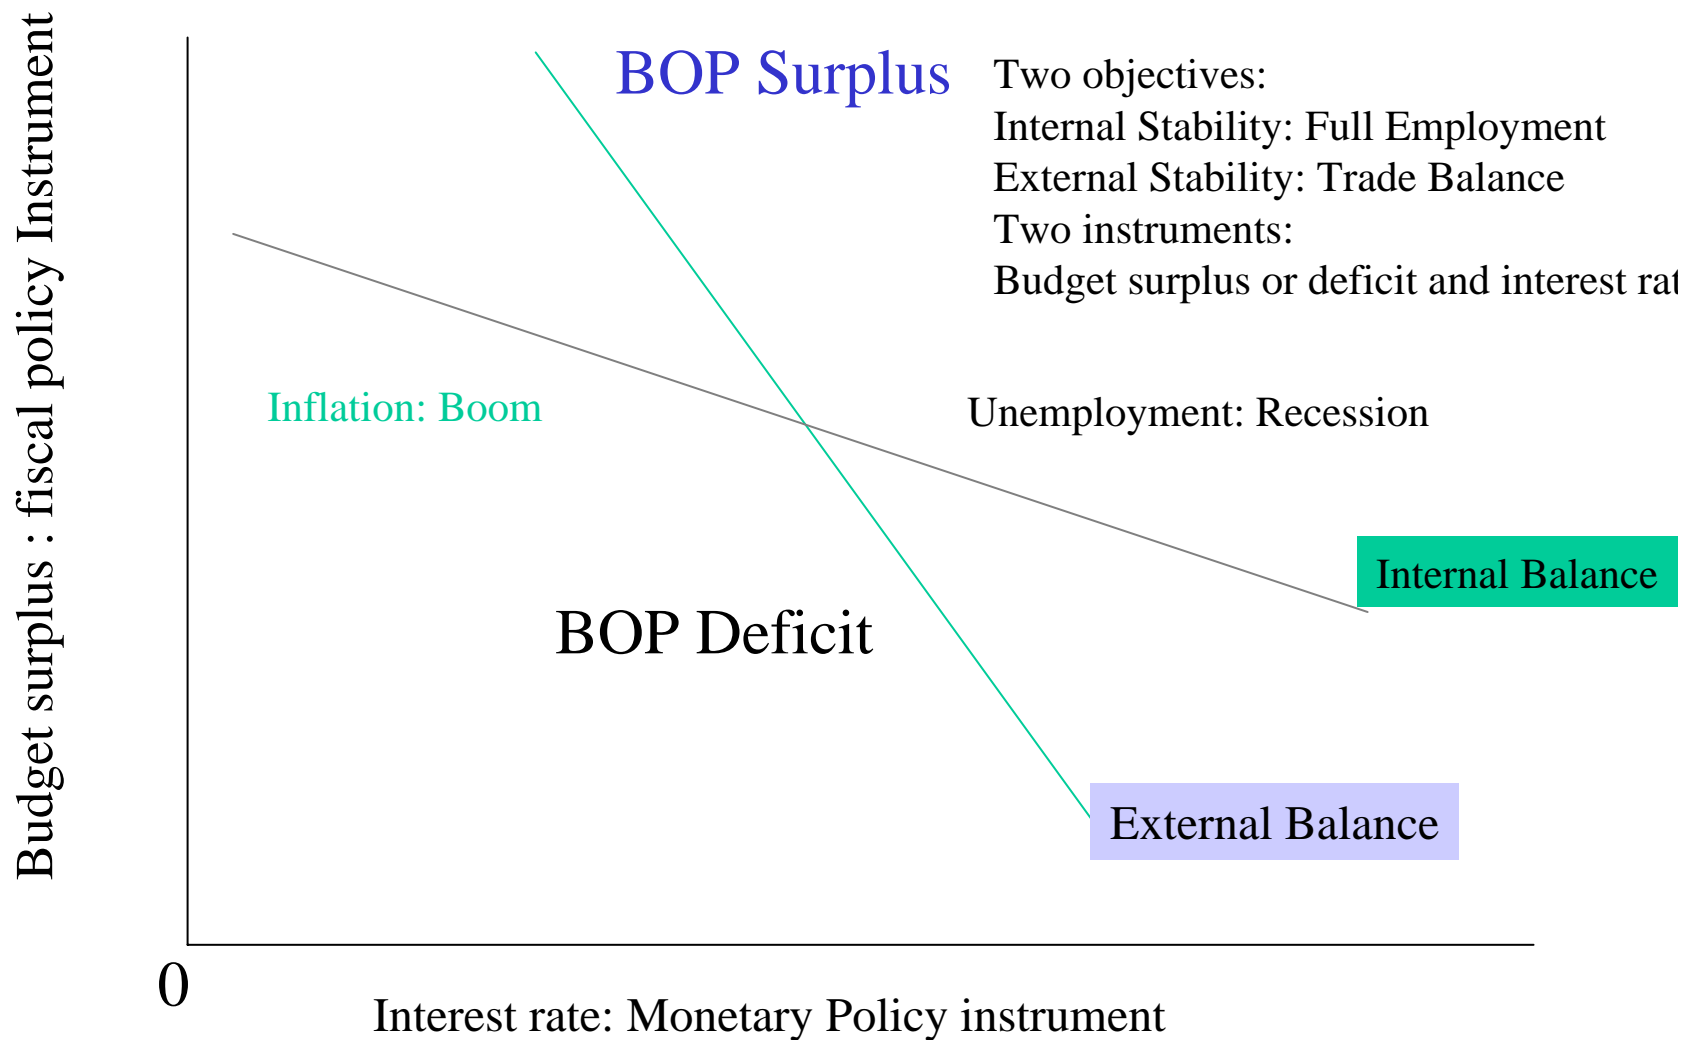 Budget surplus : fiscal policy Instrument
BOP Surplus
Two objectives:
Internal Stability: Full Employment
External Stability: Trade Balance
Two instruments:
Budget surplus or deficit and interest rat
Inflation: Boom
Unemployment: Recession
Internal Balance
BOP Deficit
External Balance
0
Interest rate: Monetary Policy instrument